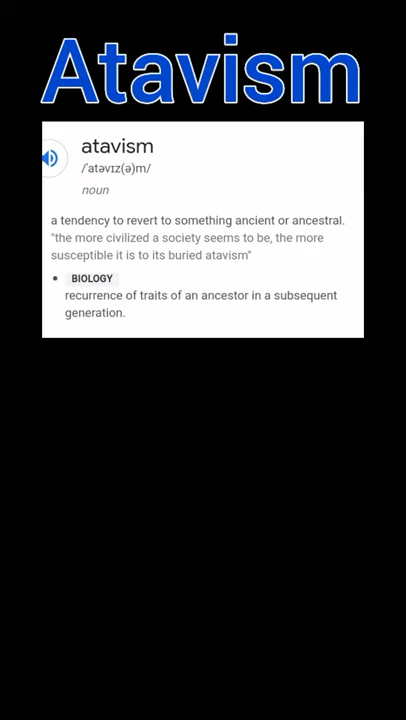 Atavism
atavism
/ˈatəvɪz(ə)m/
noun
a tendency to revert to something ancient or ancestral.
"the more civilized a society seems to be, the more
susceptible it is to its buried atavism"
• BIOLOGY
recurrence of traits of an ancestor in a subsequent
generation.